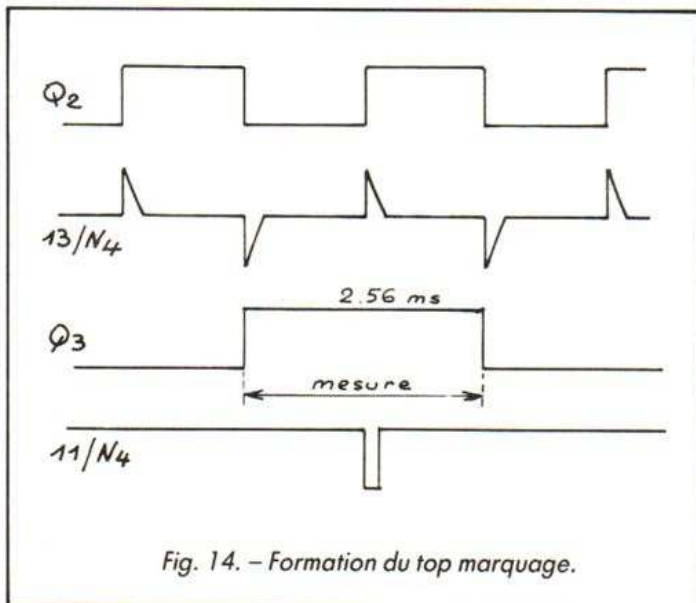 Q2
13/N4
2.56 ms
Q3
mesure
11/N4
Fig. 14. – Formation du top marquage.